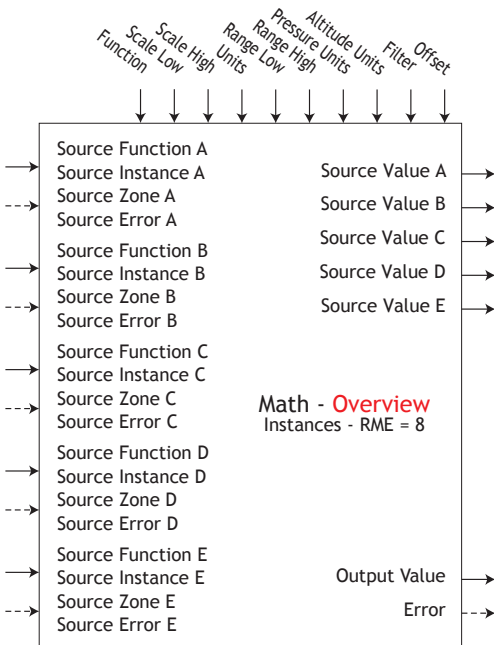 Function
Scale Low
Scale High
Units
Range Low
Range High
Pressure Units
Altitude Units
Filter
Offset
Source Function A
Source Instance A
Source Zone A
Source Error A
Source Function B
Source Instance B
Source Zone B
Source Error B
Source Function C
Source Instance C
Source Zone C
Source Error C
Source Function D
Source Instance D
Source Zone D
Source Error D
Source Function E
Source Instance E
Source Zone E
Source Error E
Source Value A
Source Value B
Source Value C
Source Value D
Source Value E
Math - Overview
Instances - RME = 8
Output Value
Error